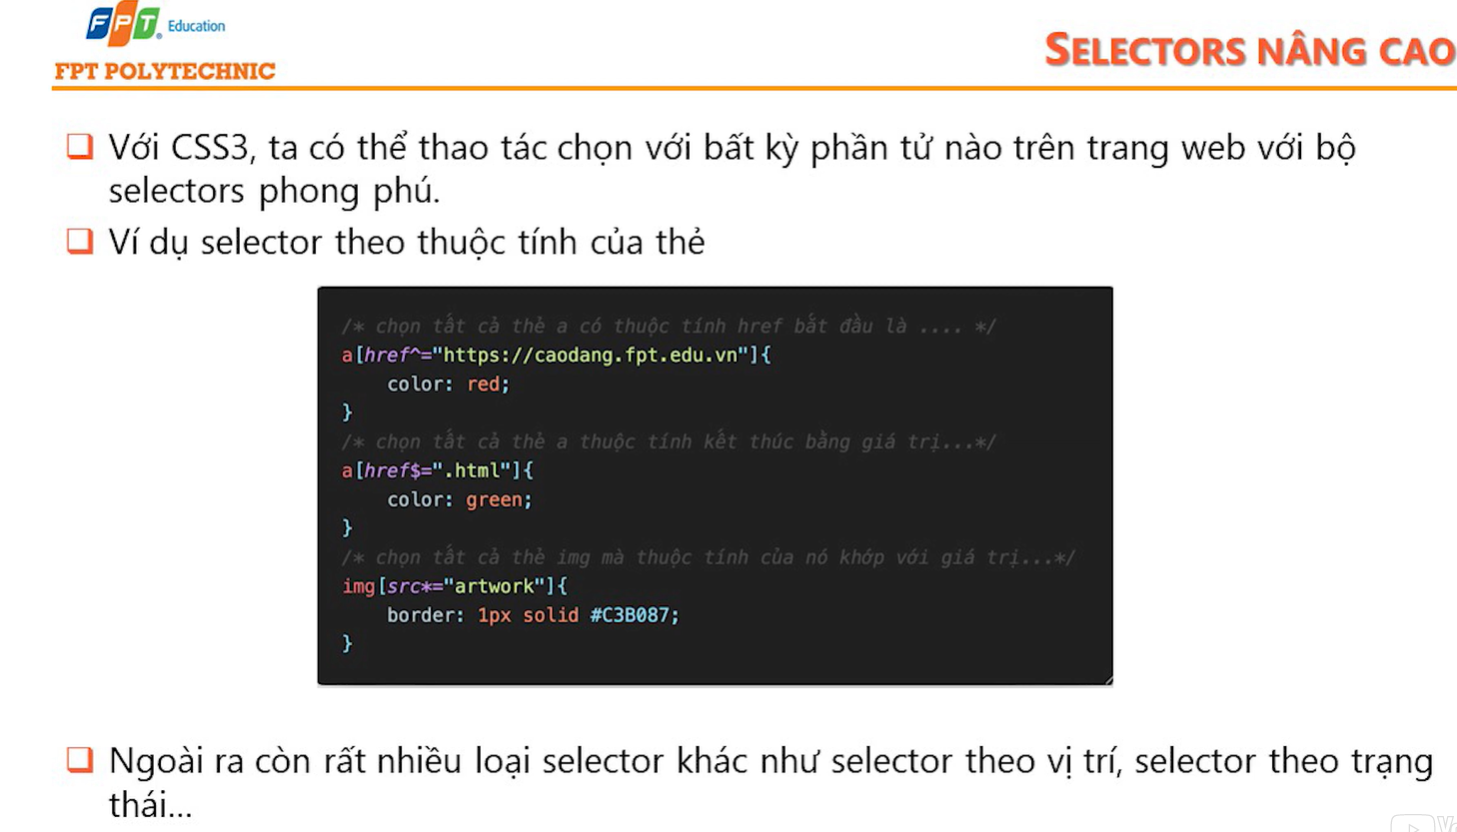 FPT Education
FPT POLYTECHNIC
SELECTORS NÂNG CAO
Với CSS3, ta có thể thao tác chọn với bất kỳ phần tử nào trên trang web với bộ
selectors phong phú.
Ví dụ selector theo thuộc tính của thẻ
/* chọn tất cả thẻ a có thuộc tính href bắt đầu là .... */
a[href^="https://caodang.fpt.edu.vn"]{
    color: red;
}
/* chọn tất cả thẻ a thuộc tính kết thúc bằng giá trị...*/
a[href$=".html"]{
    color: green;
}
/* chọn tất cả thẻ img mà thuộc tính của nó khớp với giá trị...*/
img[src*="artwork"]{
    border: 1px solid #C3B087;
}
Ngoài ra còn rất nhiều loại selector khác như selector theo vị trí, selector theo trạng
thái...